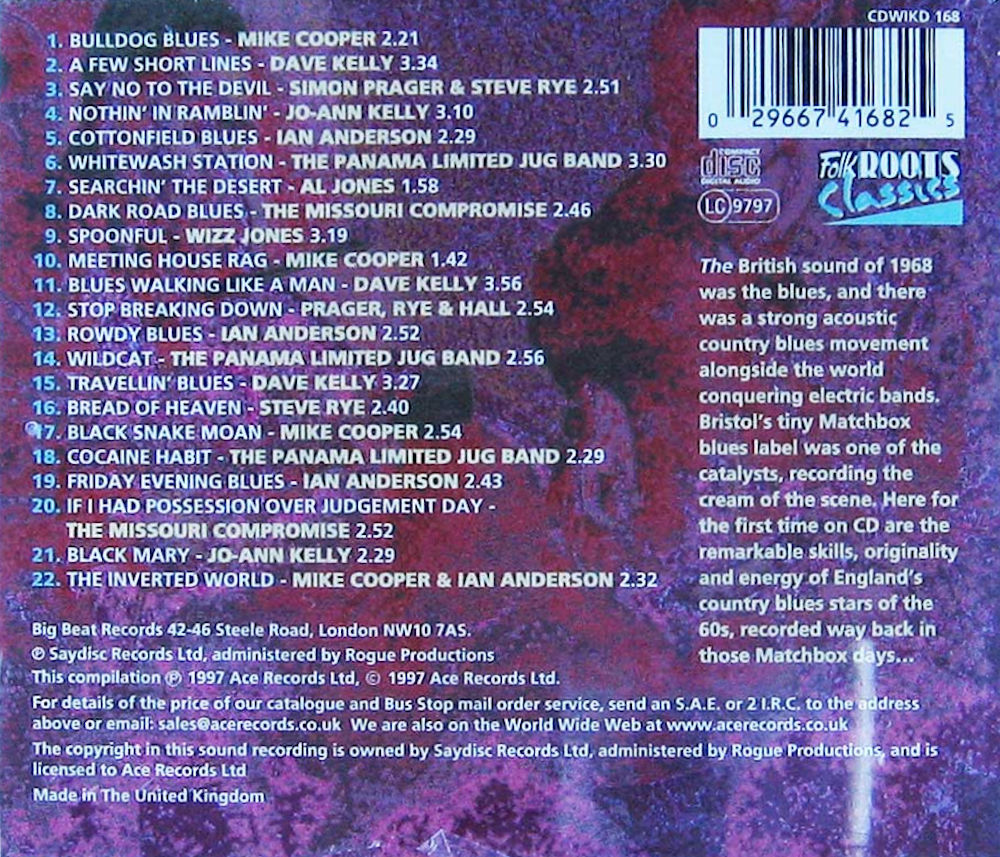 CDWIKD 168
1. BULLDOG BLUES - MIKE COOPER 2.21
2. A FEW SHORT LINES - DAVE KELLY 3.34
3. SAY NO TO THE DEVIL - SIMON PRAGER & STEVE RYE 2.51
4. NOTHIN' IN RAMBLIN' - JO-ANN KELLY 3.10
5. COTTONFIELD BLUES - IAN ANDERSON 2.29
6. WHITEWASH STATION - THE PANAMA LIMITED JUG BAND 3.30
7. SEARCHIN' THE DESERT - AL JONES 1.58
8. DARK ROAD BLUES - THE MISSOURI COMPROMISE 2.46
9. SPOONFUL - WIZZ JONES 3.19
10. MEETING HOUSE RAG - MIKE COOPER 1.42
11. BLUES WALKING LIKE A MAN - DAVE KELLY 3.56
12. STOP BREAKING DOWN - PRAGER, RYE & HALL 2.54
13. ROWDY BLUES - IAN ANDERSON 2.52
14. WILDCAT - THE PANAMA LIMITED JUG BAND 2.56
15. TRAVELLIN' BLUES - DAVE KELLY 3.27
16. BREAD OF HEAVEN - STEVE RYE 2.40
17. BLACK SNAKE MOAN - MIKE COOPER 2.54
18. COCAINE HABIT - THE PANAMA LIMITED JUG BAND 2.29
19. FRIDAY EVENING BLUES - IAN ANDERSON 2.43
20. IF I HAD POSSESSION OVER JUDGEMENT DAY -
THE MISSOURI COMPROMISE 2.52
21. BLACK MARY - JO-ANN KELLY 2.29
22. THE INVERTED WORLD - MIKE COOPER & IAN ANDERSON 2.32
0 29667 41682 5
COMPACT
disc
DIGITAL AUDIO
LC 9797
Folk ROOTS
Classics
The British sound of 1968
was the blues, and there
was a strong acoustic
country blues movement
alongside the world
conquering electric bands.
Bristol's tiny Matchbox
blues label was one of the
catalysts, recording the
cream of the scene. Here for
the first time on CD are the
remarkable skills, originality
and energy of England's
country blues stars of the
60s, recorded way back in
those Matchbox days...
Big Beat Records 42-46 Steele Road, London NW10 7AS.
℗ Saydisc Records Ltd, administered by Rogue Productions
This compilation ℗ 1997 Ace Records Ltd, © 1997 Ace Records Ltd.
For details of the price of our catalogue and Bus Stop mail order service, send an S.A.E. or 2 I.R.C. to the address
above or email: sales@acerecords.co.uk We are also on the World Wide Web at www.acerecords.co.uk
The copyright in this sound recording is owned by Saydisc Records Ltd, administered by Rogue Productions, and is
licensed to Ace Records Ltd
Made in The United Kingdom